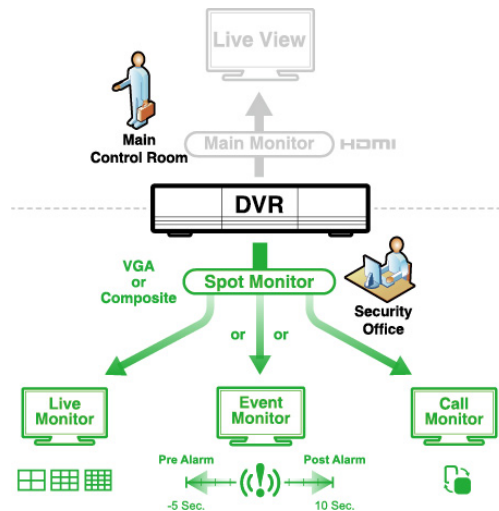 Live View
Main
Control Room
Main Monitor
HDMI
DVR
VGA
or
Composite
Spot Monitor
Security
Office
or
or
Live
Monitor
Event
Monitor
Call
Monitor
Pre Alarm
Post Alarm
-5 Sec.
10 Sec.